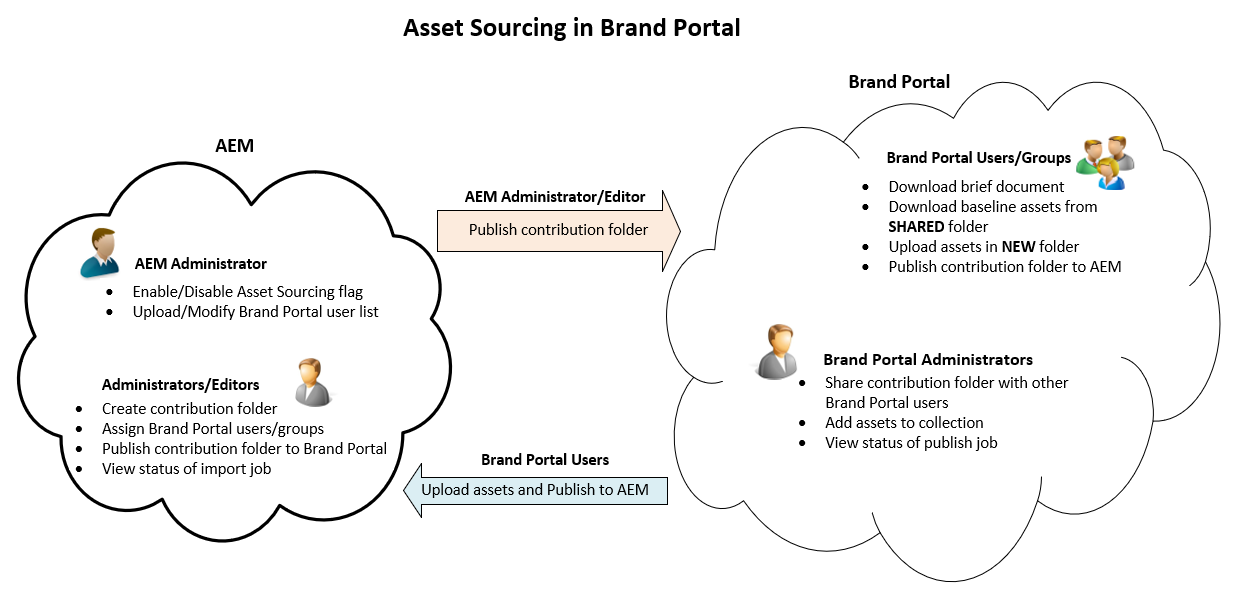 Asset Sourcing in Brand Portal
AEM
AEM Administrator
• Enable/Disable Asset Sourcing flag
• Upload/Modify Brand Portal user list
Administrators/Editors
• Create contribution folder
• Assign Brand Portal users/groups
• Publish contribution folder to Brand Portal
• View status of import job
AEM Administrator/Editor
Publish contribution folder
Brand Portal Users
Upload assets and Publish to AEM
Brand Portal
Brand Portal Users/Groups
• Download brief document
• Download baseline assets from
SHARED folder
• Upload assets in NEW folder
• Publish contribution folder to AEM
Brand Portal Administrators
• Share contribution folder with other
Brand Portal users
• Add assets to collection
• View status of publish job